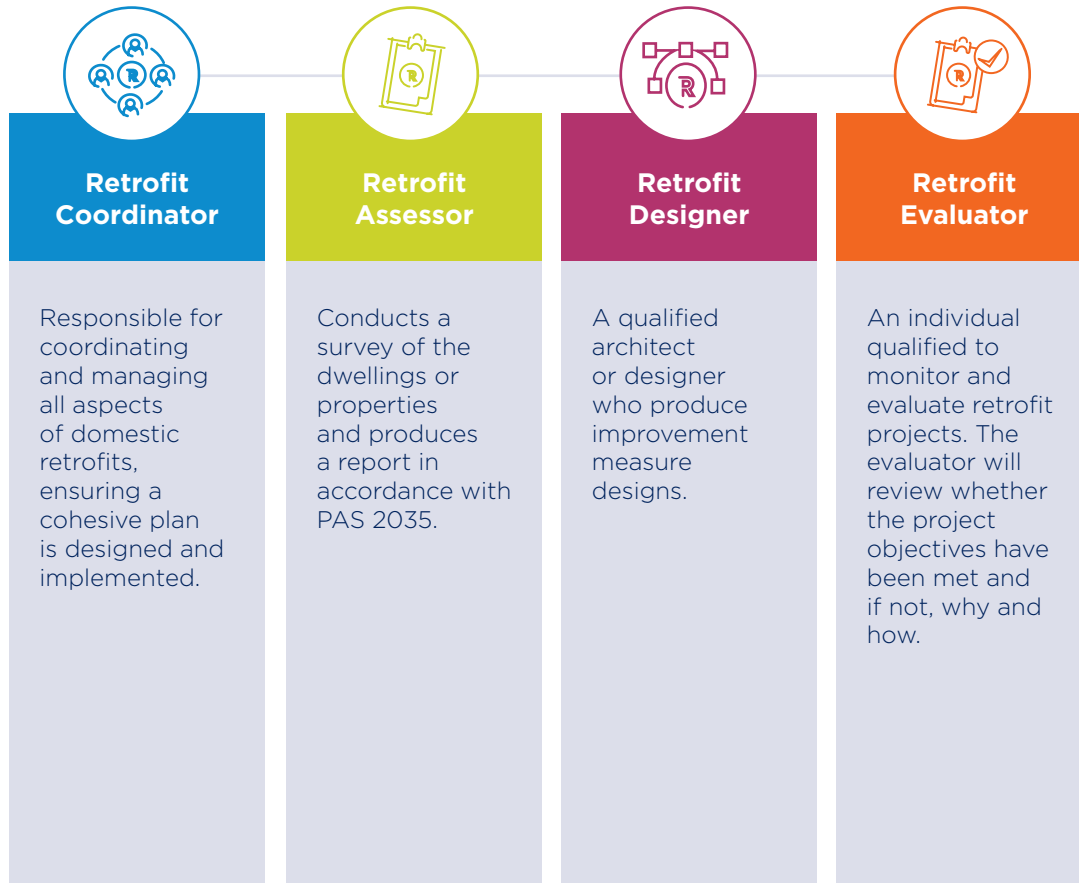 Retrofit
Coordinator
Responsible for
coordinating
and managing
all aspects
of domestic
retrofits,
ensuring a
cohesive plan
is designed and
implemented.
Retrofit
Assessor
Conducts a
survey of the
dwellings or
properties
and produces
a report in
accordance with
PAS 2035.
Retrofit
Designer
A qualified
architect
or designer
who produce
improvement
measure
designs.
Retrofit
Evaluator
An individual
qualified to
monitor and
evaluate retrofit
projects. The
evaluator will
review whether
the project
objectives have
been met and
if not, why and
how.